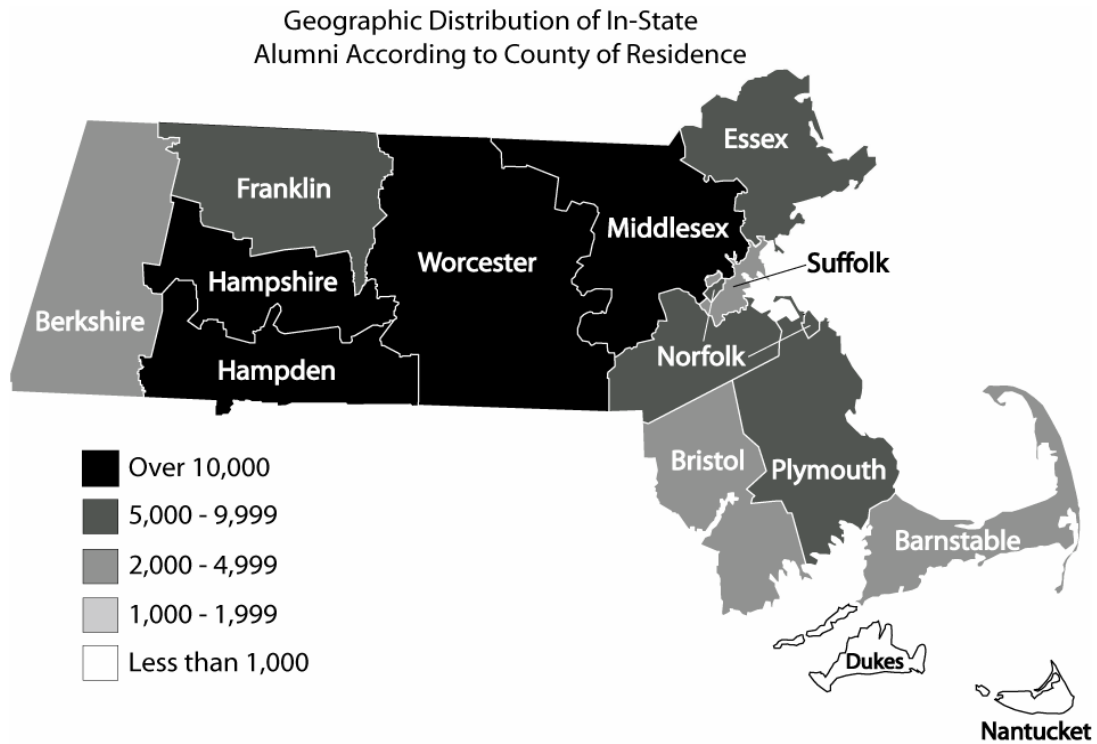 Geographic Distribution of In-State
Alumni According to County of Residence
Essex
Franklin
Middlesex
Worcester
Suffolk
Hampshire
Berkshire
Norfolk
Hampden
Bristol
Plymouth
Barnstable
Dukes
Nantucket
Over 10,000
5,000 - 9,999
2,000 - 4,999
1,000 - 1,999
Less than 1,000